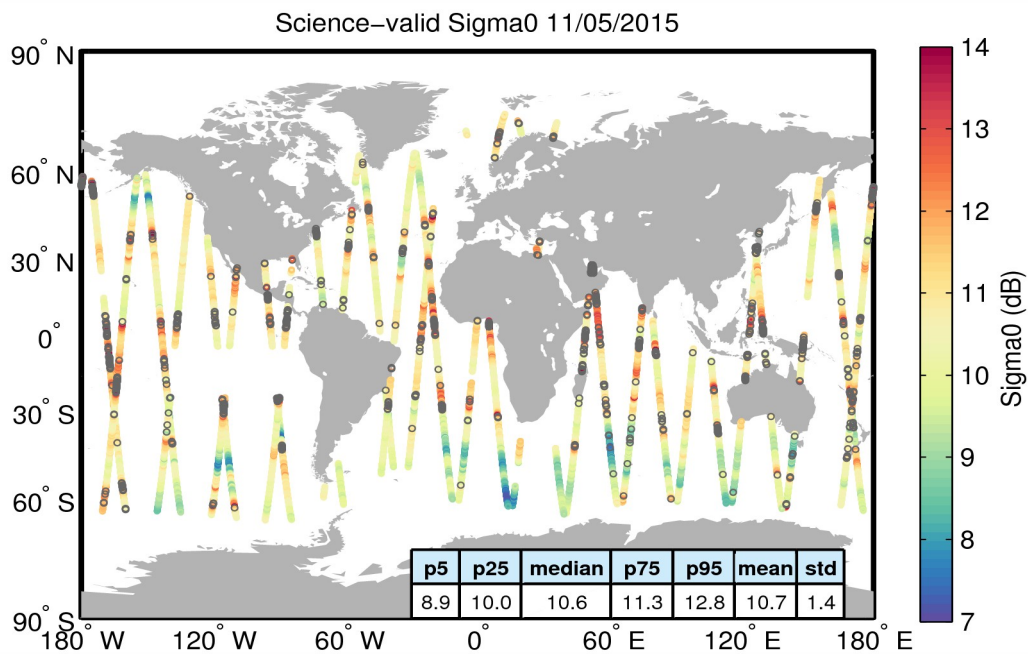 Science−valid Sigma0 11/05/2015
90° N
60° N
30° N
0°
30° S
60° S
90° S
180° W
120° W
60° W
0°
60° E
120° E
180° E
14
13
12
11
10
9
8
7
Sigma0 (dB)
p5 p25 median p75 p95 mean std
8.9 10.0 10.6 11.3 12.8 10.7 1.4